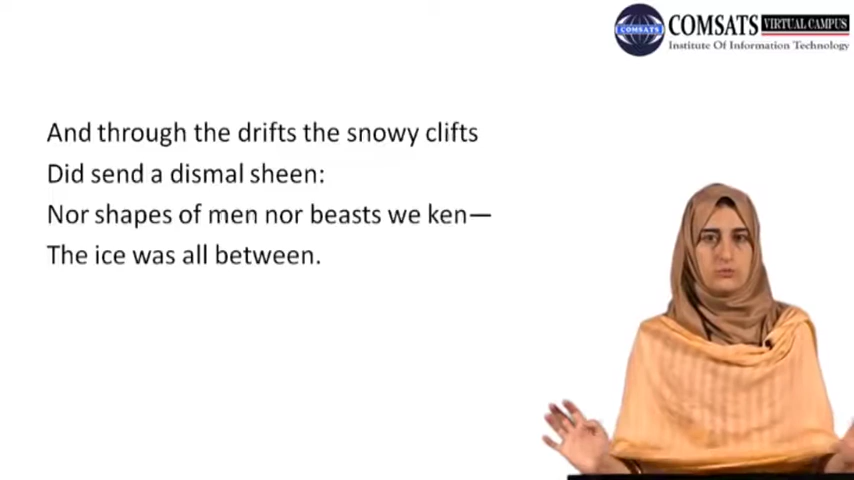 COMSATS VIRTUAL CAMPUS
COMSATS Institute Of Information Technology
And through the drifts the snowy clifts
Did send a dismal sheen:
Nor shapes of men nor beasts we ken—
The ice was all between.